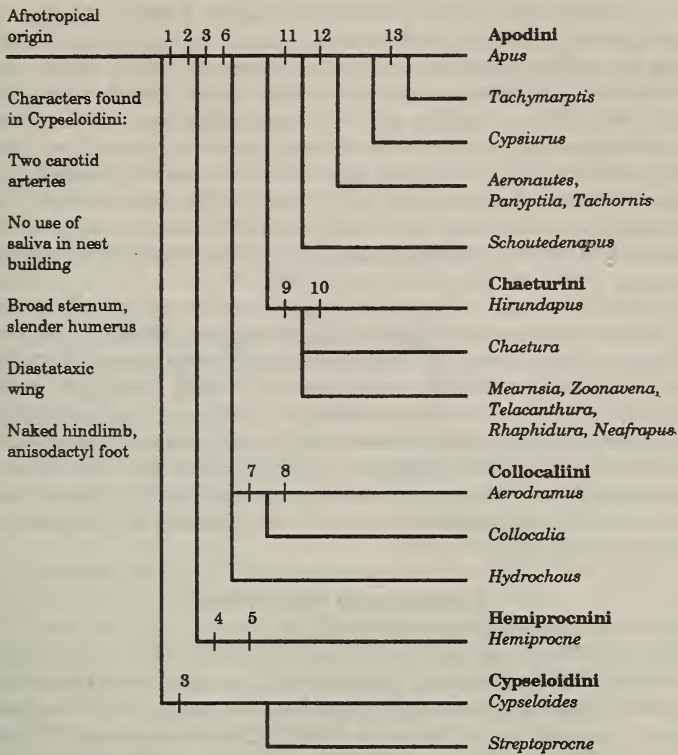 Afrotropical
origin
1 2 3 6 11 12 13
Apodini
Apus
Characters found
in Cypseloidini:
Two carotid
arteries
No use of
saliva in nest
building
Broad sternum,
slender humerus
Diastataxic
wing
Naked hindlimb,
anisodactyl foot
Tachymarptis
Cypsiurus
Aeronautes,
Panyptila, Tachornis
Schoutedenapus
Chaeturini
9 10
Hirundapus
Chaetura
Mearnsia, Zoonavena,
Telacanthura,
Rhaphidura, Neafrapus
Collocaliini
7 8
Aerodramus
Collocalia
Hydrochous
Hemiprocnini
4 5
Hemiprocne
Cypseloidini
3
Cypseloides
Streptoprocne